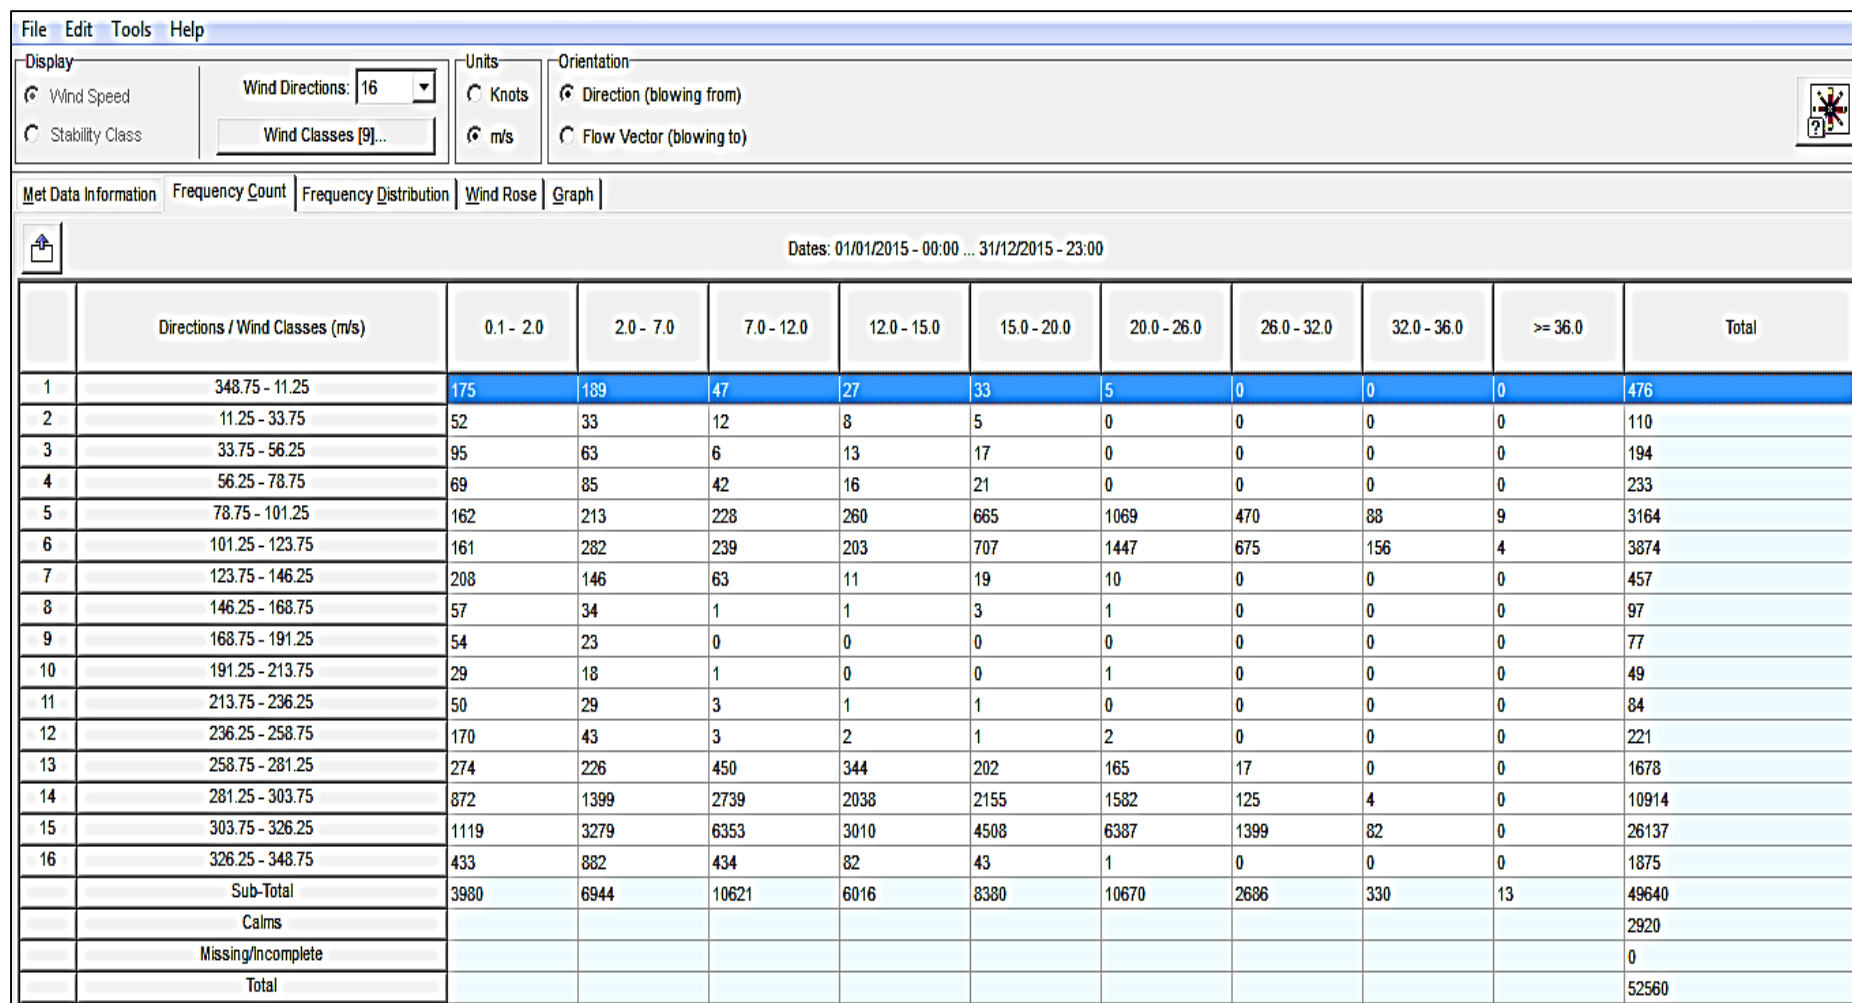 File Edit Tools Help
Display Units Orientation
Wind Speed Wind Directions: 16 Knots Direction (blowing from)
Stability Class Wind Classes [9]... m/s Flow Vector (blowing to)
Met Data Information Frequency Count Frequency Distribution Wind Rose Graph
Dates: 01/01/2015 - 00:00 ... 31/12/2015 - 23:00
Directions / Wind Classes (m/s) 0.1 - 2.0 2.0 - 7.0 7.0 - 12.0 12.0 - 15.0 15.0 - 20.0 20.0 - 26.0 26.0 - 32.0 32.0 - 36.0 >= 36.0 Total
1 348.75 - 11.25 175 189 47 27 33 5 0 0 0 476
2 11.25 - 33.75 52 33 12 8 5 0 0 0 0 110
3 33.75 - 56.25 95 63 6 13 17 0 0 0 0 194
4 56.25 - 78.75 69 85 42 16 21 0 0 0 0 233
5 78.75 - 101.25 162 213 228 260 665 1069 470 88 9 3164
6 101.25 - 123.75 161 282 239 203 707 1447 675 156 4 3874
7 123.75 - 146.25 208 146 63 11 19 10 0 0 0 457
8 146.25 - 168.75 57 34 1 1 3 1 0 0 0 97
9 168.75 - 191.25 54 23 0 0 0 0 0 0 0 77
10 191.25 - 213.75 29 18 1 0 0 1 0 0 0 49
11 213.75 - 236.25 50 29 3 1 1 0 0 0 0 84
12 236.25 - 258.75 170 43 3 2 1 2 0 0 0 221
13 258.75 - 281.25 274 226 450 344 202 165 17 0 0 1678
14 281.25 - 303.75 872 1399 2739 2038 2155 1582 125 4 0 10914
15 303.75 - 326.25 1119 3279 6353 3010 4508 6387 1399 82 0 26137
16 326.25 - 348.75 433 882 434 82 43 1 0 0 0 1875
Sub-Total 3980 6944 10621 6016 8380 10670 2686 330 13 49640
Calms 2920
Missing/Incomplete 0
Total 52560